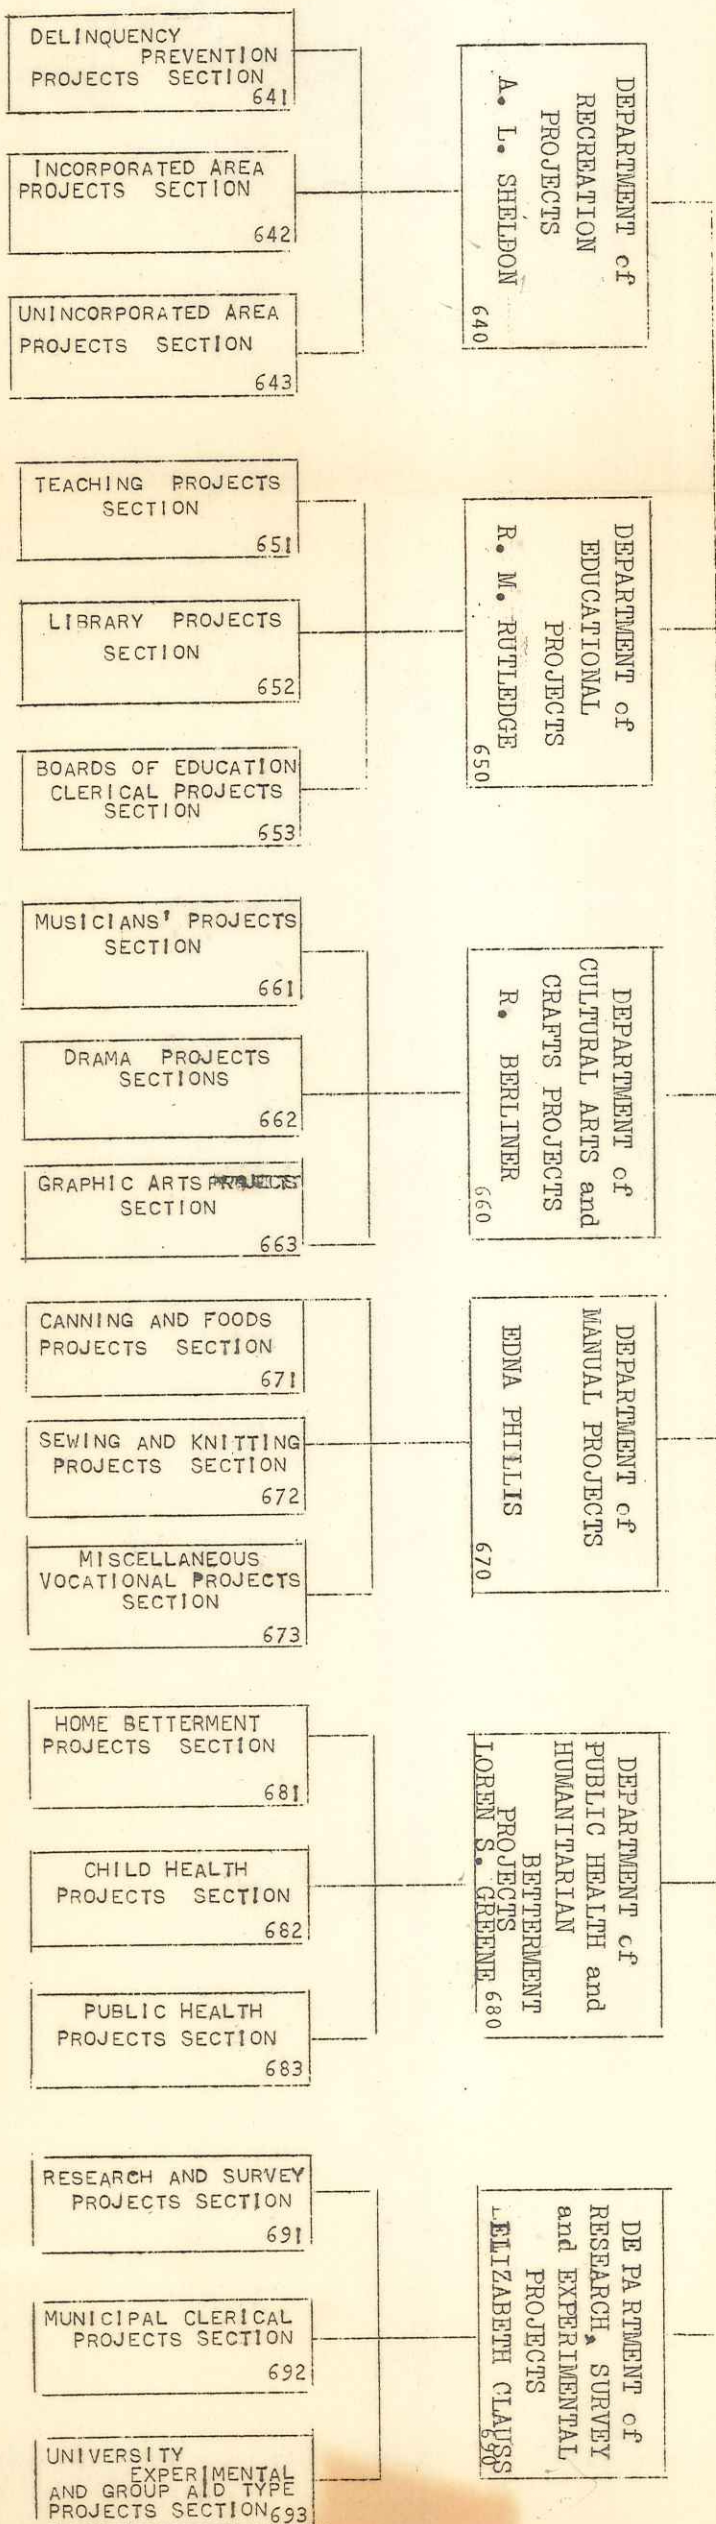 DEPARTMENT of
RECREATION
PROJECTS
A. L. SHELDON
640
DELINQUENCY
PREVENTION
PROJECTS SECTION
641
INCORPORATED AREA
PROJECTS SECTION
642
UNINCORPORATED AREA
PROJECTS SECTION
643
DEPARTMENT of
EDUCATIONAL
PROJECTS
R. M. RUTLEDGE
650
TEACHING PROJECTS
SECTION
651
LIBRARY PROJECTS
SECTION
652
BOARDS OF EDUCATION
CLERICAL PROJECTS
SECTION
653
DEPARTMENT of
CULTURAL ARTS and
CRAFTS PROJECTS
R. BERLINER
660
MUSICIANS' PROJECTS
SECTION
661
DRAMA PROJECTS
SECTIONS
662
GRAPHIC ARTS PROJECTS
SECTION
663
DEPARTMENT of
MANUAL PROJECTS
EDNA PHILLIS
670
CANNING AND FOODS
PROJECTS SECTION
671
SEWING AND KNITTING
PROJECTS SECTION
672
MISCELLANEOUS
VOCATIONAL PROJECTS
SECTION
673
DEPARTMENT of
PUBLIC HEALTH and
HUMANITARIAN
BETTERMENT
PROJECTS
LOREN S. GREENE 680
HOME BETTERMENT
PROJECTS SECTION
681
CHILD HEALTH
PROJECTS SECTION
682
PUBLIC HEALTH
PROJECTS SECTION
683
DEPARTMENT of
RESEARCH, SURVEY
and EXPERIMENTAL
PROJECTS
ELIZABETH CLAUSS
690
RESEARCH AND SURVEY
PROJECTS SECTION
691
MUNICIPAL CLERICAL
PROJECTS SECTION
692
UNIVERSITY
EXPERIMENTAL
AND GROUP AID TYPE
PROJECTS SECTION 693